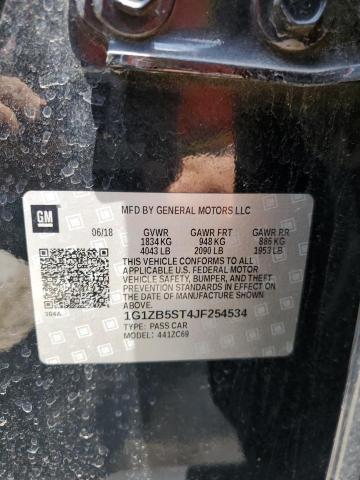 GM
MFD BY GENERAL MOTORS LLC
06/18 GVWR GAWR FRT GAWR RR
1834 KG 948 KG 886 KG
4043 LB 2090 LB 1953 LB
THIS VEHICLE CONFORMS TO ALL
APPLICABLE U.S. FEDERAL MOTOR
VEHICLE SAFETY, BUMPER, AND THEFT
PREVENTION STANDARDS IN EFFECT ON
THE DATE OF MANUFACTURE SHOWN
ABOVE.
1G1ZB5ST4JF254534
TYPE: PASS CAR
MODEL: 441ZC69